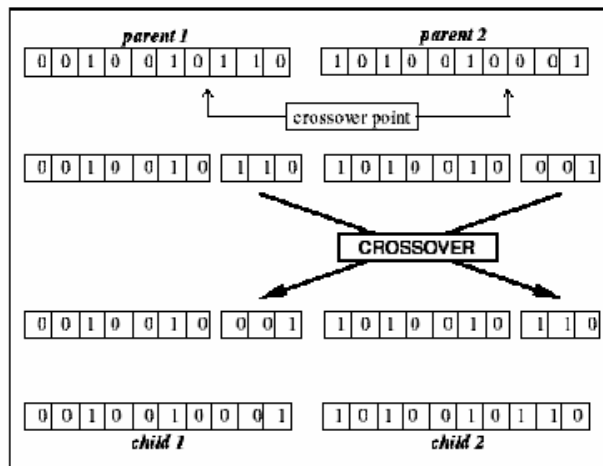 parent 1 parent 2
0 0 1 0 0 1 0 1 1 0 1 0 1 0 0 1 0 0 0 1
crossover point
0 0 1 0 0 1 0 1 1 0 1 0 1 0 0 1 0 0 0 1
CROSSOVER
0 0 1 0 0 1 0 0 0 1 1 0 1 0 0 1 0 1 1 0
0 0 1 0 0 1 0 0 0 1 1 0 1 0 0 1 0 1 1 0
child 1 child 2